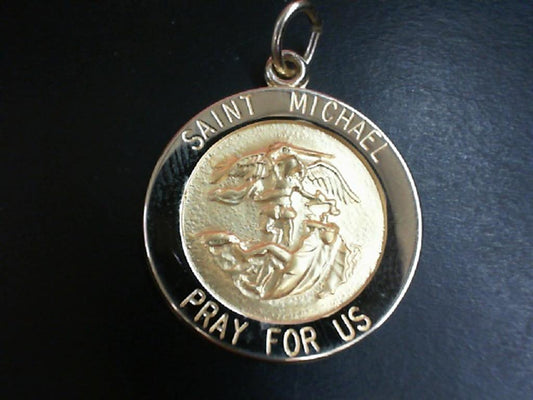 SAINT MICHAEL
PRAY FOR US